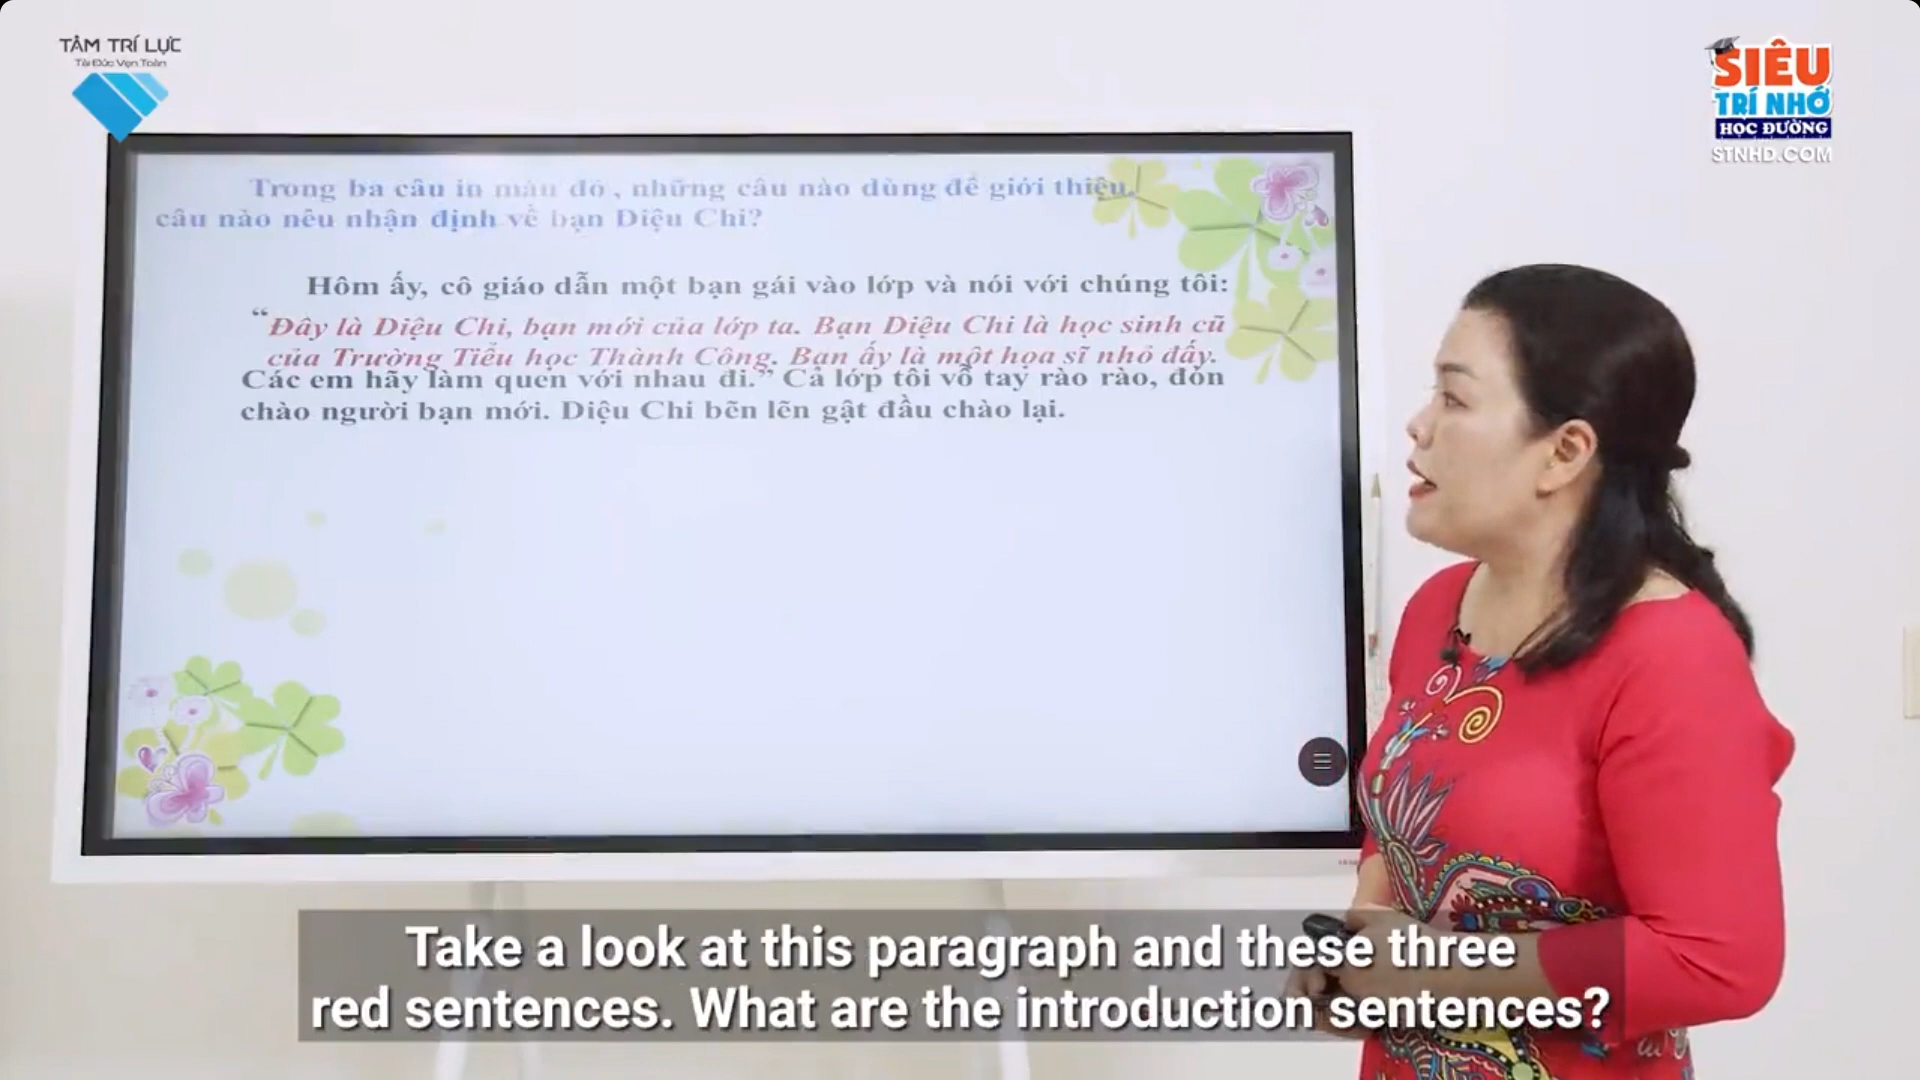 TÂM TRÍ LỰC
Tài Đức Vẹn Toàn
SIÊU
TRÍ NHỚ
HỌC ĐƯỜNG
STNHD.COM
Trong ba câu in màu đỏ , những câu nào dùng để giới thiệu,
câu nào nêu nhận định về bạn Diệu Chi?
Hôm ấy, cô giáo dẫn một bạn gái vào lớp và nói với chúng tôi:
“Đây là Diệu Chi, bạn mới của lớp ta. Bạn Diệu Chi là học sinh cũ
của Trường Tiểu học Thành Công. Bạn ấy là một họa sĩ nhỏ đấy.
Các em hãy làm quen với nhau đi.” Cả lớp tôi vỗ tay rào rào, đón
chào người bạn mới. Diệu Chi bẽn lẽn gật đầu chào lại.
Take a look at this paragraph and these three
red sentences. What are the introduction sentences?